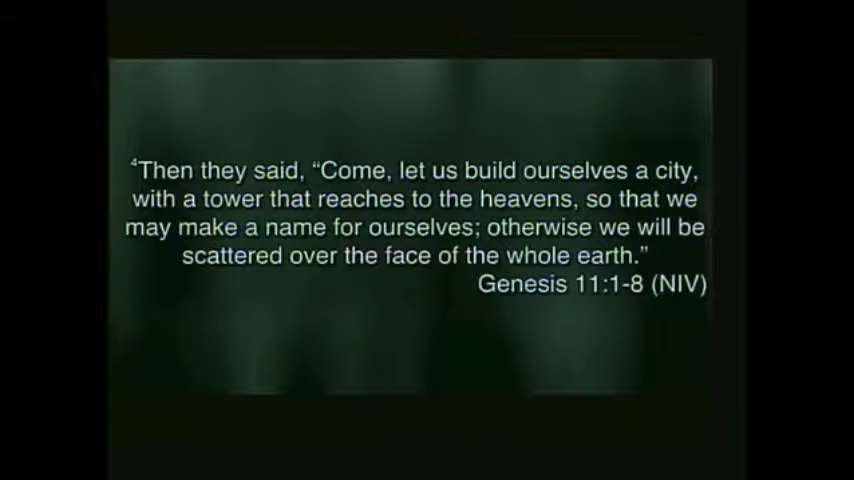 ⁴Then they said, “Come, let us build ourselves a city,
with a tower that reaches to the heavens, so that we
may make a name for ourselves; otherwise we will be
scattered over the face of the whole earth.”
Genesis 11:1-8 (NIV)